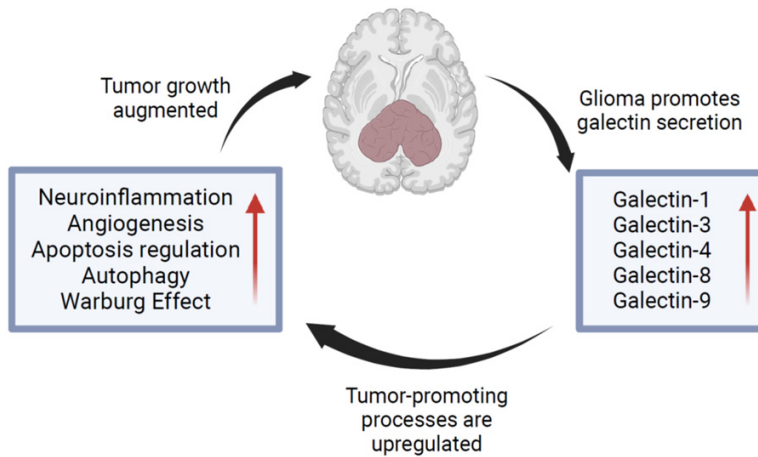 Tumor growth
augmented
Glioma promotes
galectin secretion
Neuroinflammation
Angiogenesis
Apoptosis regulation
Autophagy
Warburg Effect
Galectin-1
Galectin-3
Galectin-4
Galectin-8
Galectin-9
Tumor-promoting
processes are
upregulated